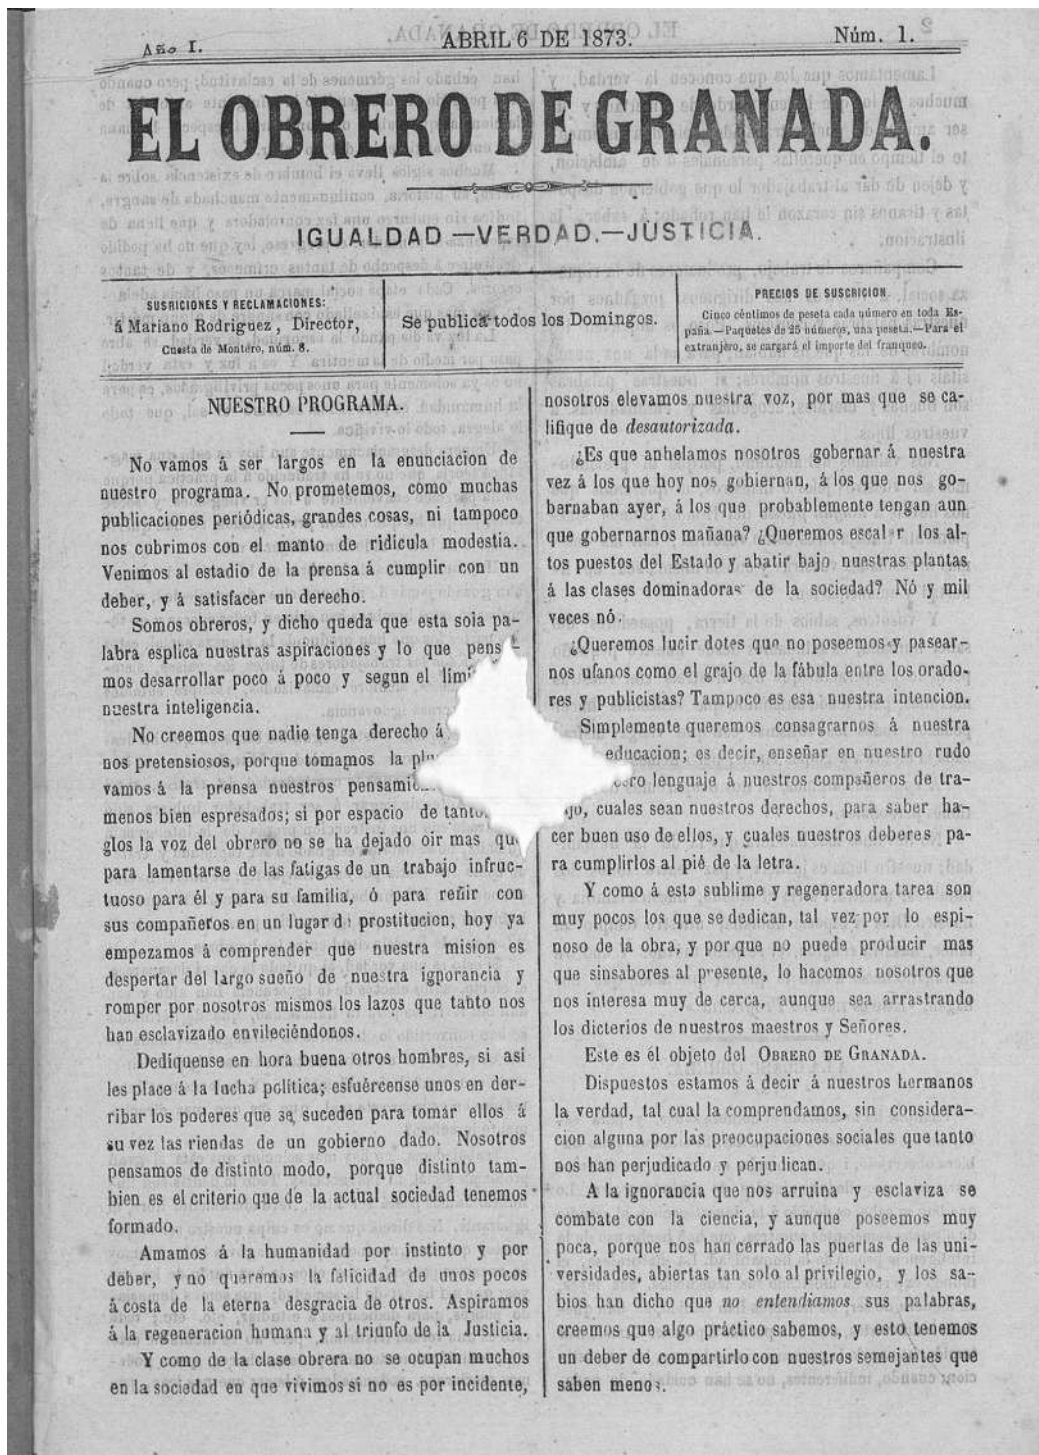 Año I.
ABRIL 6 DE 1873.
Núm. 1.
EL OBRERO DE GRANADA.
IGUALDAD—VERDAD.—JUSTICIA.
SUSRICIONES Y RECLAMACIONES:
á Mariano Rodriguez, Director,
Cuesta de Montero, núm. 8.
Se publica todos los Domingos.
PRECIOS DE SUSCRICION
Cinco céntimos de peseta cada número en toda Es-
paña.—Paquetes de 25 números, una peseta.—Para el
extranjero, se cargará el importe del franqueo.
NUESTRO PROGRAMA.
No vamos á ser largos en la enunciacion de
nuestro programa. No prometemos, como muchas
publicaciones periódicas, grandes cosas, ni tampoco
nos cubrimos con el manto de ridícula modestia.
Venimos al estadio de la prensa á cumplir con un
deber, y á satisfacer un derecho.
Somos obreros, y dicho queda que esta sola pa-
labra esplica nuestras aspiraciones y lo que pens
mos desarrollar poco á poco y segun el lími
nuestra inteligencia.
No creemos que nadie tenga derecho á
nos pretensiosos, porque tomamos la plu
vamos á la prensa nuestros pensami
menos bien espresados; si por espacio de tanto
glos la voz del obrero no se ha dejado oir mas qu
para lamentarse de las fatigas de un trabajo infruc-
tuoso para él y para su familia, ó para reñir con
sus compañeros en un lugar d prostitucion, hoy ya
empezamos á comprender que nuestra mision es
despertar del largo sueño de nuestra igporancia y
romper por nosotros mismos los lazos que tanto nos
han esclavizado envileciéndonos.
Dediquense en hora buena otros hombres, si asi
les place á la lucha política; esfuércense unos en der-
ribar los poderes que se suceden para tomar ellos á
su vez las riendas de un gobierno dado. Nosotros
pensamos de distinto modo, porque distinto tam-
bien es el criterio que de la actual sociedad tenemos
formado.
Amamos á la humanidad por instinto y por
deber, y no queremos la felicidad de unos pocos
á costa de la eterna desgracia de otros. Aspiramos
á la regeneracion humana y al triunfo de la Justicia.
Y como de la clase obrera no se ocupan muchos
en la sociedad en que vivimos si no es por incidente,
nosotros elevamos nuestra voz, por mas que se ca-
lifique de desautorizada.
¿Es que anhelamos nosotros gobernar á nuestra
vez á los que hoy nos gobiernan, á los que nos go-
bernaban ayer, á los que probablemente tengan aun
que gobernarnos mañana? ¿Queremos escalar los al-
tos puestos del Estado y abatir bajo nuestras plantas
á las clases dominadoras de la sociedad? Nó y mil
veces nó.
¿Queremos lucir dotes que no poseemos y pasear-
nos ufanos como el grajo de la fábula entre los orado-
res y publicistas? Tampoco es esa nuestra intencion.
Simplemente queremos consagrarnos á nuestra
educacion; es decir, enseñar en nuestro rudo
ero lenguaje á nuestros compañeros de tra-
jo, cuales sean nuestros derechos, para saber ha-
cer buen uso de ellos, y cuales nuestros deberes pa-
ra cumplirlos al pié de la letra.
Y como á esta sublime y regeneradora tarea son
muy pocos los que se dedican, tal vez por lo espi-
noso de la obra, y por que no puede producir mas
que sinsabores al presente, lo hacemos nosotros que
nos interesa muy de cerca, aunque sea arrastrando
los dicterios de nuestros maestros y Señores.
Este es él objeto del OBRERO DE GRANADA.
Dispuestos estamos á decir á nuestros hermanos
la verdad, tal cual la comprendamos, sin considera-
cion alguna por las preocupaciones sociales que tanto
nos han perjudicado y perju lican.
A la ignorancia que nos arruina y esclaviza se
combate con la ciencia, y aunque poseemos muy
poca, porque nos han cerrado las puertas de las uni-
versidades, abiertas tan solo al privilegio, y los sa-
bios han dicho que no entendiamos sus palabras,
creemos que algo práctico sabemos, y esto tenemos
un deber de compartirlo con nuestros semejantes que
saben menos.